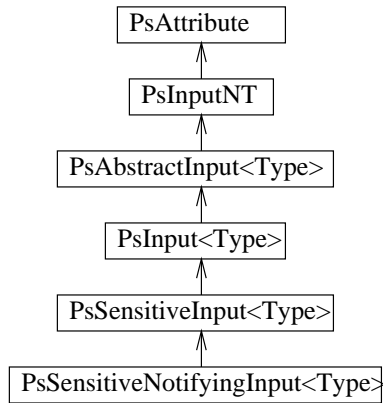 PsAttribute
PsInputNT
PsAbstractInput<Type>
PsInput<Type>
PsSensitiveInput<Type>
PsSensitiveNotifyingInput<Type>